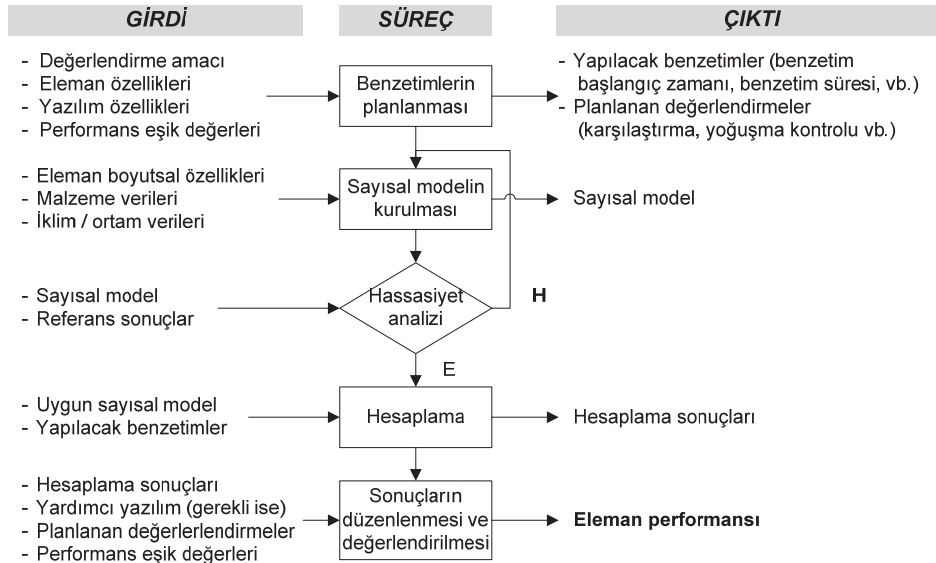 GİRDİ
SÜREÇ
ÇIKTI
- Değerlendirme amacı
- Eleman özellikleri
- Yazılım özellikleri
- Performans eşik değerleri
Benzetimlerin
planlanması
- Yapılacak benzetimler (benzetim
başlangıç zamanı, benzetim süresi, vb.)
- Planlanan değerlendirmeler
(karşılaştırma, yoğuşma kontrolu vb.)
- Eleman boyutsal özellikleri
- Malzeme verileri
- İklim / ortam verileri
Sayısal modelin
kurulması
Sayısal model
- Sayısal model
- Referans sonuçlar
Hassasiyet
analizi
H
E
- Uygun sayısal model
- Yapılacak benzetimler
Hesaplama
Hesaplama sonuçları
- Hesaplama sonuçları
- Yardımcı yazılım (gerekli ise)
- Planlanan değerlerlendirmeler
- Performans eşik değerleri
Sonuçların
düzenlenmesi ve
değerlendirilmesi
Eleman performansı